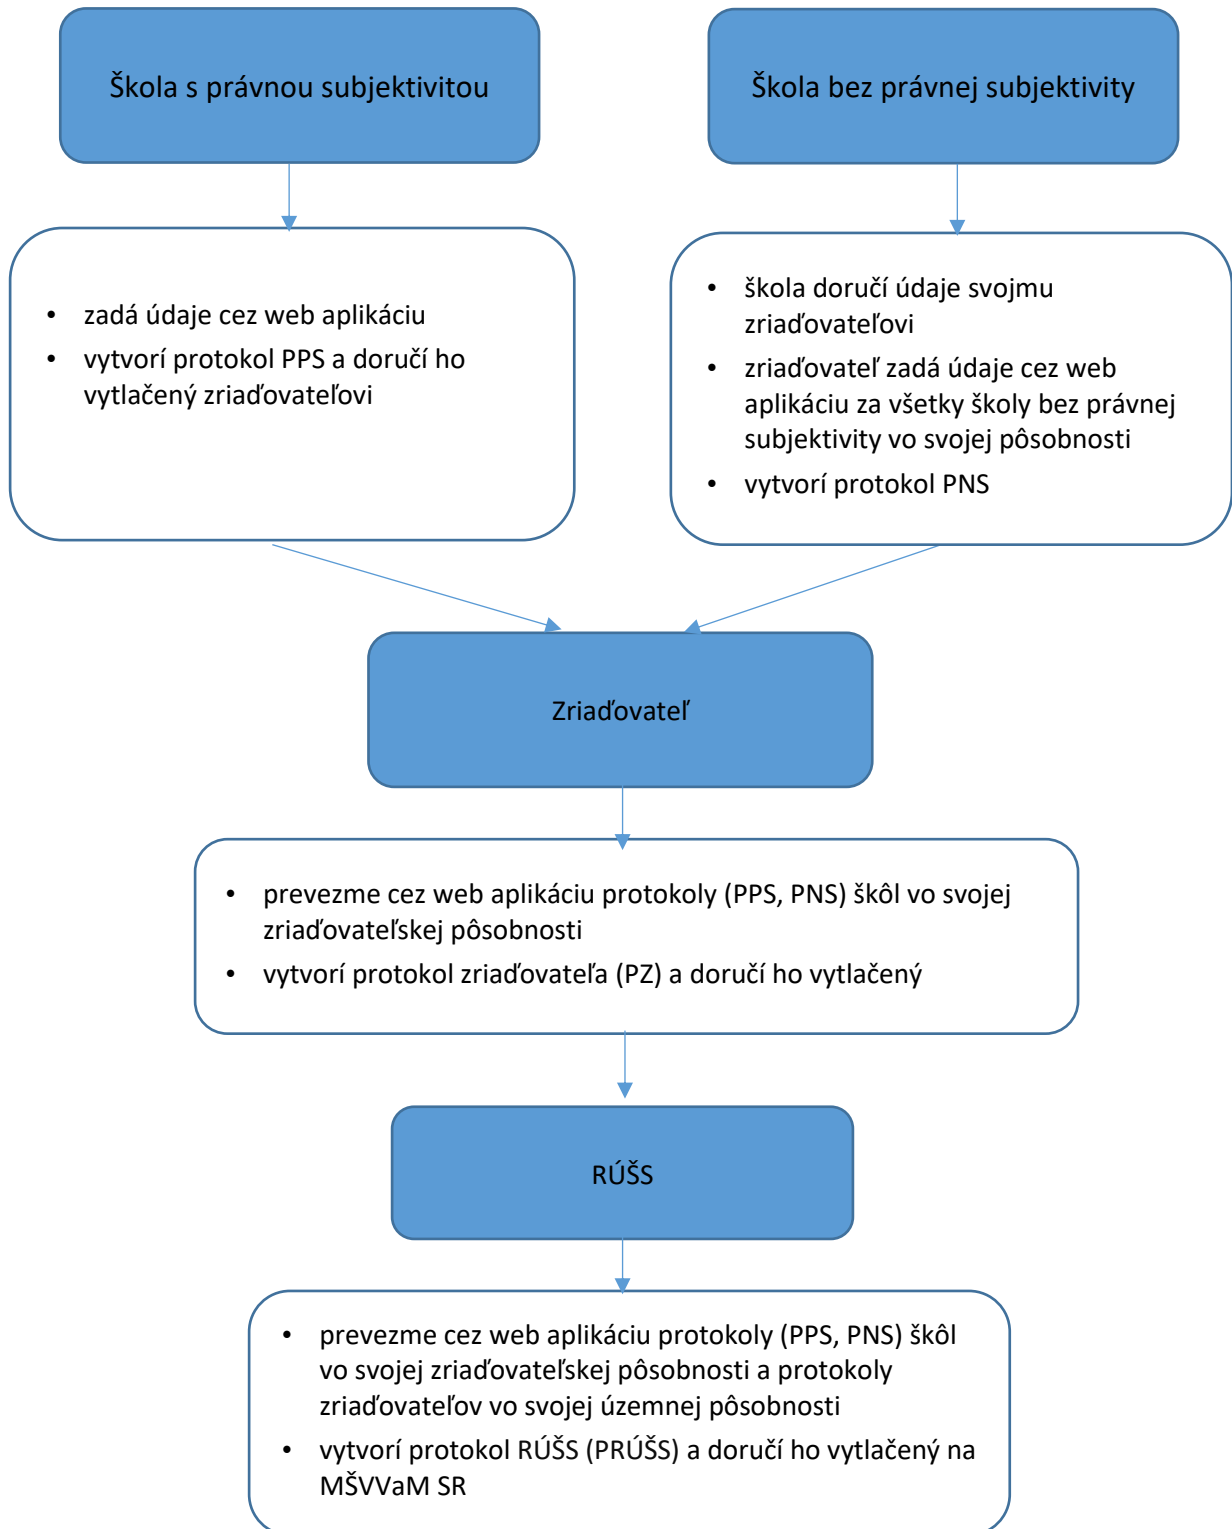 Škola s právnou subjektivitou
Škola bez právnej subjektivity
• zadá údaje cez web aplikáciu
• vytvorí protokol PPS a doručí ho
vytlačený zriaďovateľovi
• škola doručí údaje svojmu
zriaďovateľovi
• zriaďovateľ zadá údaje cez web
aplikáciu za všetky školy bez právnej
subjektivity vo svojej pôsobnosti
• vytvorí protokol PNS
Zriaďovateľ
• prevezme cez web aplikáciu protokoly (PPS, PNS) škôl vo svojej
zriaďovateľskej pôsobnosti
• vytvorí protokol zriaďovateľa (PZ) a doručí ho vytlačený
RÚŠS
• prevezme cez web aplikáciu protokoly (PPS, PNS) škôl
vo svojej zriaďovateľskej pôsobnosti a protokoly
zriaďovateľov vo svojej územnej pôsobnosti
• vytvorí protokol RÚŠS (PRÚŠS) a doručí ho vytlačený na
MŠVVaM SR